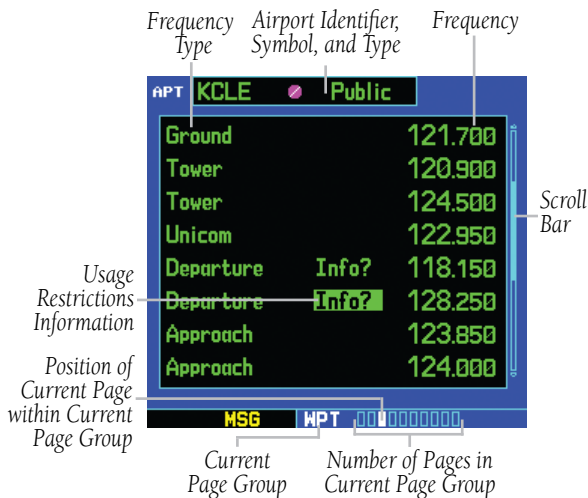 Frequency Type
Airport Identifier, Symbol, and Type
Frequency
APT KCLE Public
Ground 121.700
Tower 120.900
Tower 124.500
Unicom 122.950
Departure Info? 118.150
Departure Info? 128.250
Approach 123.850
Approach 124.000
Scroll Bar
Usage Restrictions Information
Position of Current Page within Current Page Group
MSG WPT
Current Page Group
Number of Pages in Current Page Group